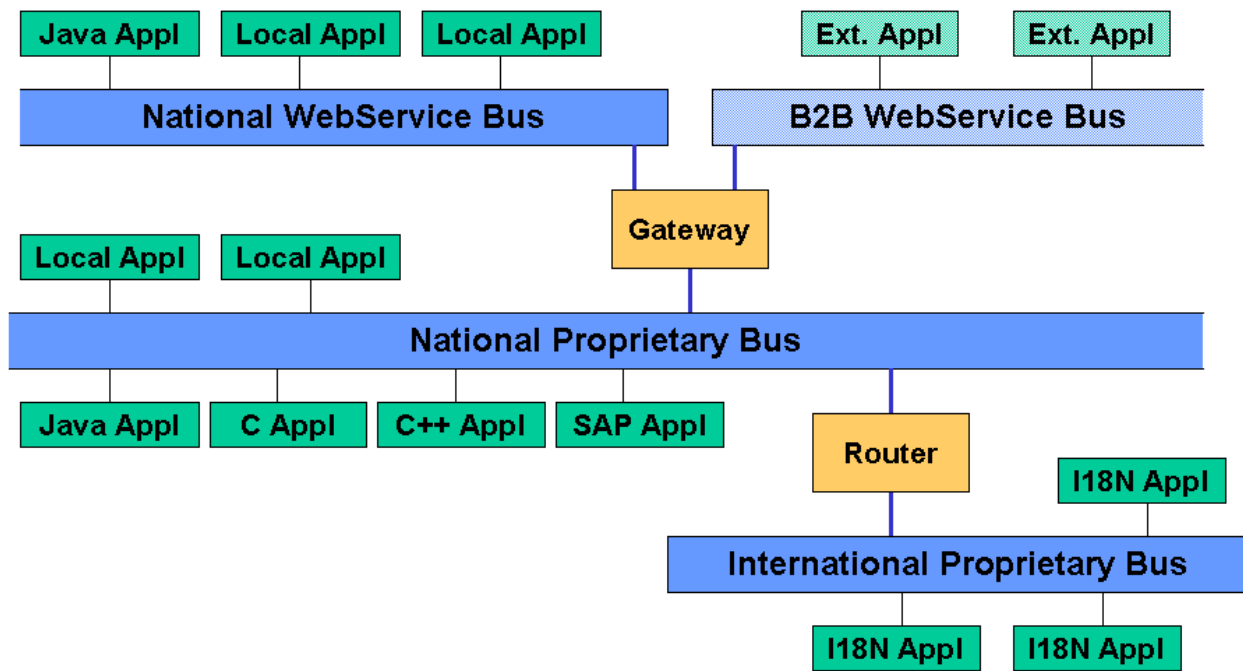 Java Appl
Local Appl
Local Appl
Ext. Appl
Ext. Appl
National WebService Bus
B2B WebService Bus
Gateway
Local Appl
Local Appl
National Proprietary Bus
Java Appl
C Appl
C++ Appl
SAP Appl
Router
I18N Appl
International Proprietary Bus
I18N Appl
I18N Appl